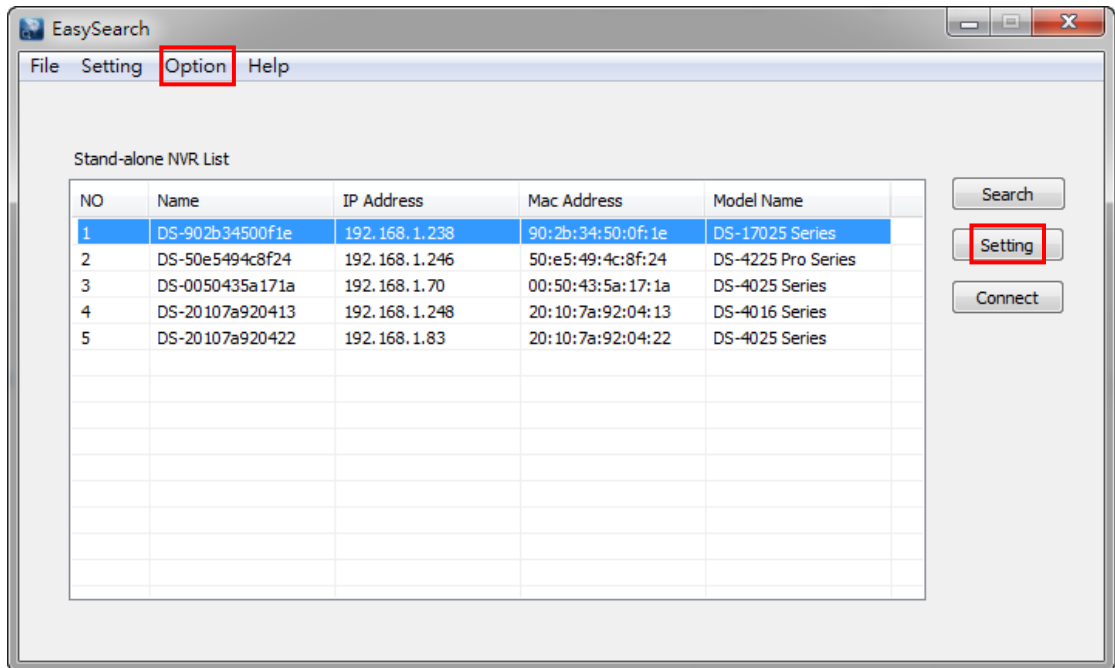 EasySearch
File Setting Option Help
Stand-alone NVR List
NO Name IP Address Mac Address Model Name
1 DS-902b34500f1e 192.168.1.238 90:2b:34:50:0f:1e DS-17025 Series
2 DS-50e5494c8f24 192.168.1.246 50:e5:49:4c:8f:24 DS-4225 Pro Series
3 DS-0050435a171a 192.168.1.70 00:50:43:5a:17:1a DS-4025 Series
4 DS-20107a920413 192.168.1.248 20:10:7a:92:04:13 DS-4016 Series
5 DS-20107a920422 192.168.1.83 20:10:7a:92:04:22 DS-4025 Series
Search
Setting
Connect